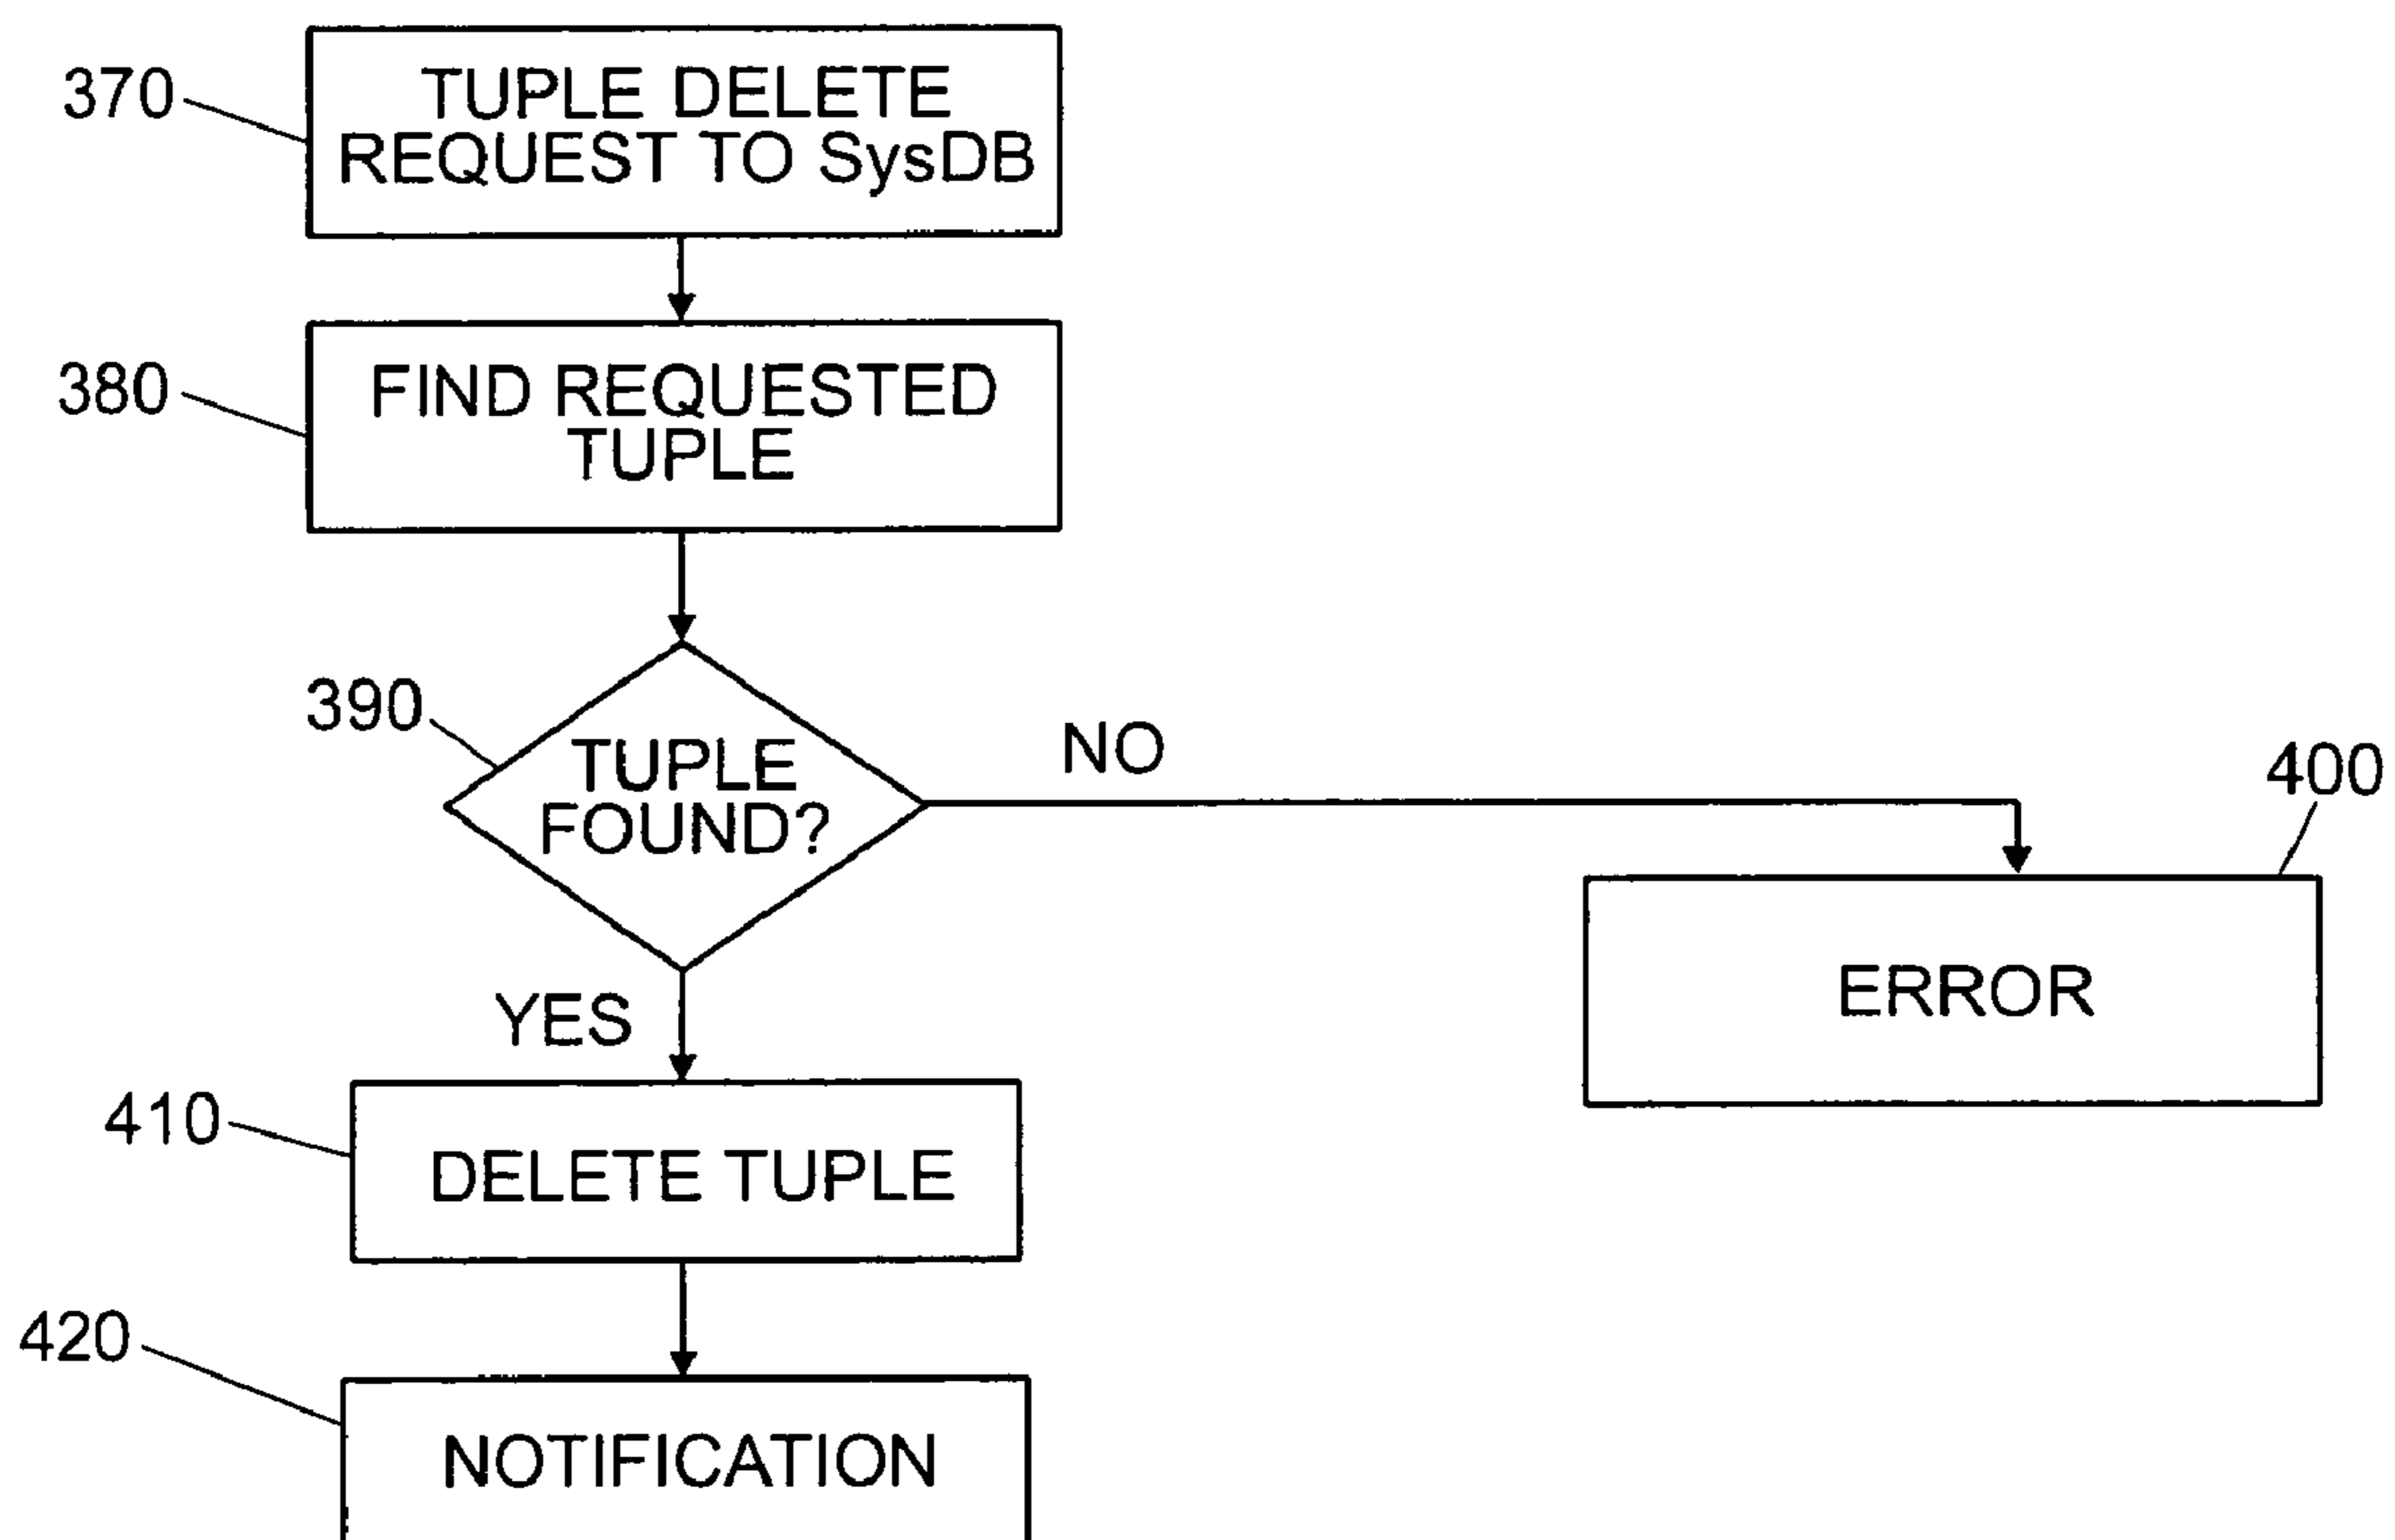 370
TUPLE DELETE
REQUEST TO SysDB
380
FIND REQUESTED
TUPLE
390
TUPLE
FOUND?
NO
400
ERROR
YES
410
DELETE TUPLE
420
NOTIFICATION